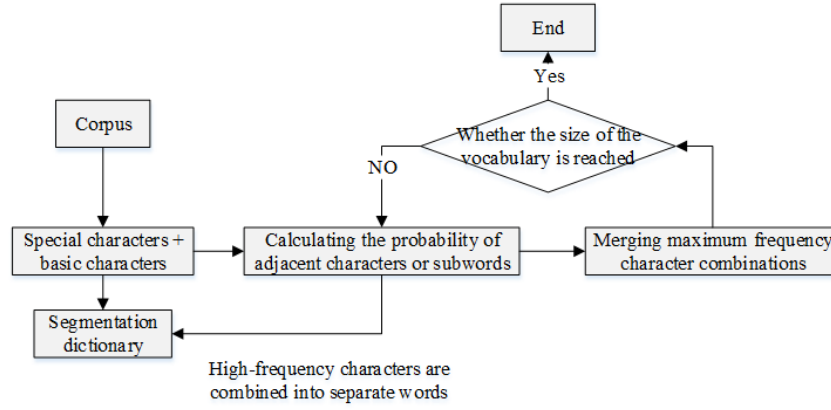 End
Yes
Corpus
Whether the size of the
vocabulary is reached
NO
Special characters +
basic characters
Calculating the probability of
adjacent characters or subwords
Merging maximum frequency
character combinations
Segmentation
dictionary
High-frequency characters are
combined into separate words